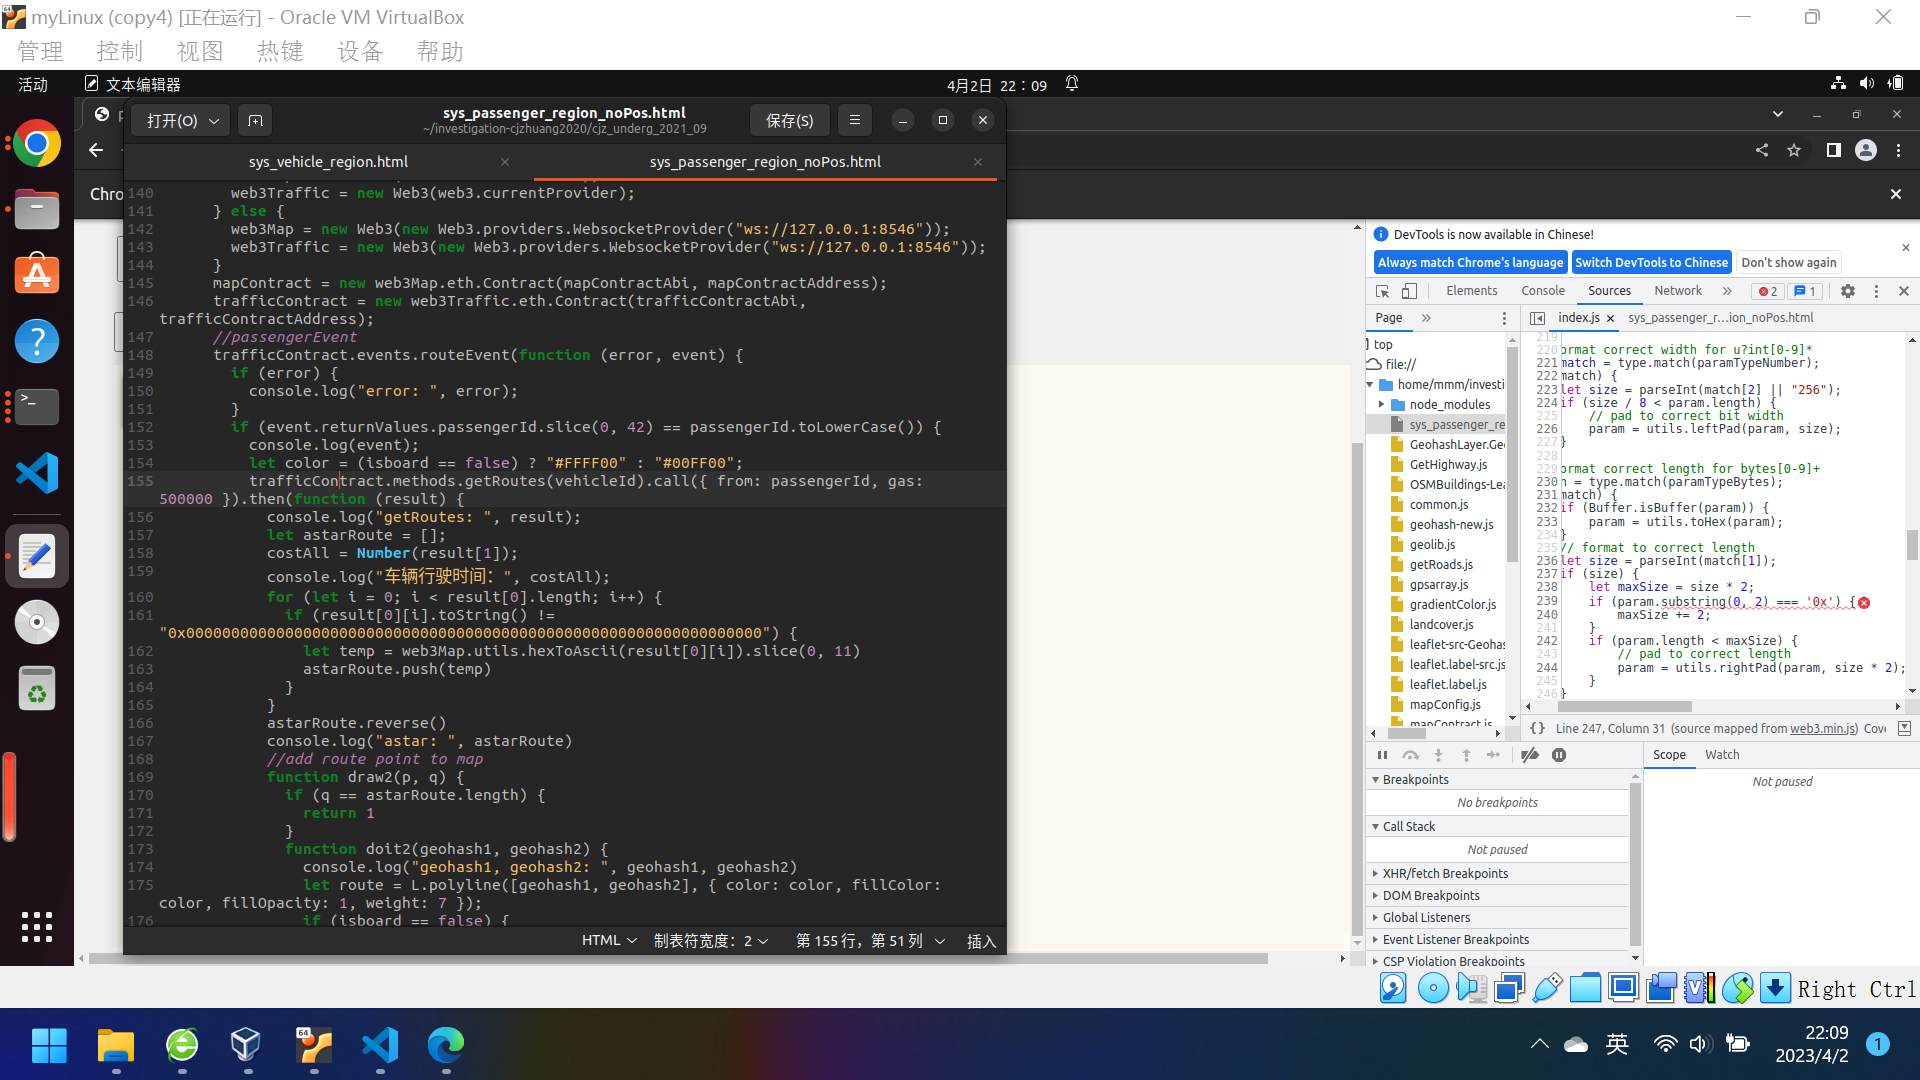 myLinux (copy4) [正在运行] - Oracle VM VirtualBox
管理 控制 视图 热键 设备 帮助
活动 文本编辑器 4月2日 22：09
打开(O) sys_passenger_region_noPos.html 保存(S)
~/investigation-cjzhuang2020/cjz_underg_2021_09
sys_vehicle_region.html × sys_passenger_region_noPos.html ×
Chro
140 web3Traffic = new Web3(web3.currentProvider);
141 } else {
142 web3Map = new Web3(new Web3.providers.WebsocketProvider("ws://127.0.0.1:8546"));
143 web3Traffic = new Web3(new Web3.providers.WebsocketProvider("ws://127.0.0.1:8546"));
144 }
145 mapContract = new web3Map.eth.Contract(mapContractAbi, mapContractAddress);
146 trafficContract = new web3Traffic.eth.Contract(trafficContractAbi,
trafficContractAddress);
147 //passengerEvent
148 trafficContract.events.routeEvent(function (error, event) {
149 if (error) {
150 console.log("error: ", error);
151 }
152 if (event.returnValues.passengerId.slice(0, 42) == passengerId.toLowerCase()) {
153 console.log(event);
154 let color = (isboard == false) ? "#FFFF00" : "#00FF00";
155 trafficContract.methods.getRoutes(vehicleId).call({ from: passengerId, gas:
500000 }).then(function (result) {
156 console.log("getRoutes: ", result);
157 let astarRoute = [];
158 costAll = Number(result[1]);
159 console.log("车辆行驶时间：", costAll);
160 for (let i = 0; i < result[0].length; i++) {
161 if (result[0][i].toString() !=
"0x0000000000000000000000000000000000000000000000000000000000000000") {
162 let temp = web3Map.utils.hexToAscii(result[0][i]).slice(0, 11)
163 astarRoute.push(temp)
164 }
165 }
166 astarRoute.reverse()
167 console.log("astar: ", astarRoute)
168 //add route point to map
169 function draw2(p, q) {
170 if (q == astarRoute.length) {
171 return 1
172 }
173 function doit2(geohash1, geohash2) {
174 console.log("geohash1, geohash2: ", geohash1, geohash2)
175 let route = L.polyline([geohash1, geohash2], { color: color, fillColor:
color, fillOpacity: 1, weight: 7 });
176 if (isboard == false) {
HTML 制表符宽度：2 第 155 行，第 51 列 插入
DevTools is now available in Chinese!
Always match Chrome's language Switch DevTools to Chinese Don't show again
Elements Console Sources Network » 2 1
Page » index.js × sys_passenger_r...ion_noPos.html
top
file://
home/mmm/investi
node_modules
sys_passenger_re
GeohashLayer.Geo
GetHighway.js
OSMBuildings-Lea
common.js
geohash-new.js
geolib.js
getRoads.js
gpsarray.js
gradientColor.js
landcover.js
leaflet-src-Geohas
leaflet.label-src.js
leaflet.label.js
mapConfig.js
mapContract.js
219
220 ormat correct width for u?int[0-9]*
221 match = type.match(paramTypeNumber);
222 match) {
223 let size = parseInt(match[2] || "256");
224 if (size / 8 < param.length) {
225 // pad to correct bit width
226 param = utils.leftPad(param, size);
227 }
228
229 ormat correct length for bytes[0-9]+
230 h = type.match(paramTypeBytes);
231 match) {
232 if (Buffer.isBuffer(param)) {
233 param = utils.toHex(param);
234 }
235 // format to correct length
236 let size = parseInt(match[1]);
237 if (size) {
238 let maxSize = size * 2;
239 if (param.substring(0, 2) === '0x') {
240 maxSize += 2;
241 }
242 if (param.length < maxSize) {
243 // pad to correct length
244 param = utils.rightPad(param, size * 2);
245 }
246 }
{} Line 247, Column 31 (source mapped from web3.min.js) Cove
Scope Watch
Not paused
Breakpoints
No breakpoints
Call Stack
Not paused
XHR/fetch Breakpoints
DOM Breakpoints
Global Listeners
Event Listener Breakpoints
CSP Violation Breakpoints
Right Ctrl
64
英 22:09
2023/4/2 1